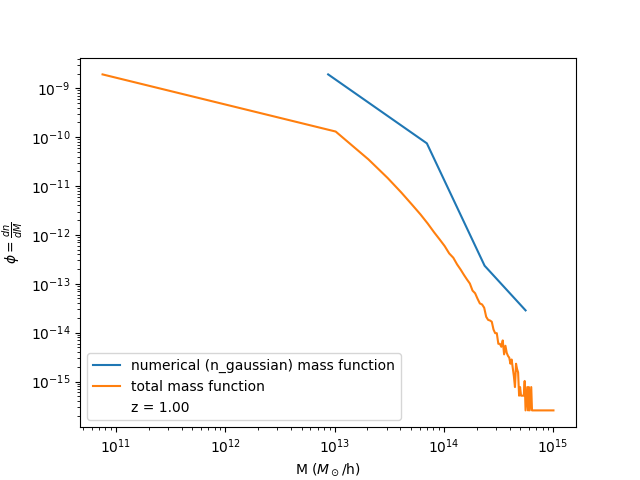 10⁻⁹
10⁻¹⁰
10⁻¹¹
10⁻¹²
10⁻¹³
10⁻¹⁴
10⁻¹⁵
ϕ = dn/dM
numerical (n_gaussian) mass function
total mass function
z = 1.00
10¹¹ 10¹² 10¹³ 10¹⁴ 10¹⁵
M (M⊙/h)